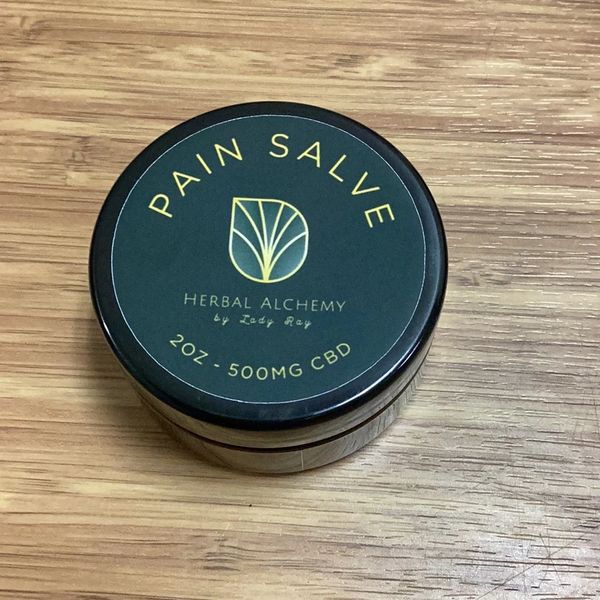 PAIN SALVE
HERBAL ALCHEMY
by Lady Ray
2OZ - 500MG CBD